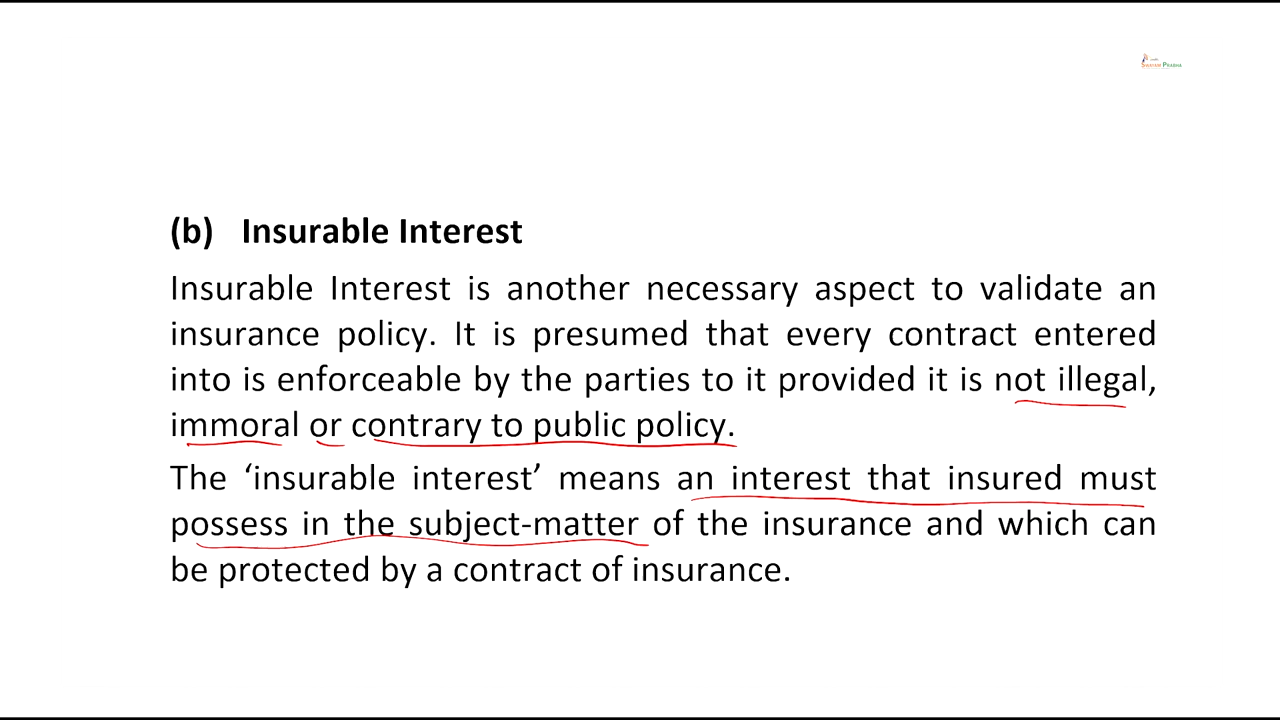 SWAYAM PRABHA
(b) Insurable Interest
Insurable Interest is another necessary aspect to validate an
insurance policy. It is presumed that every contract entered
into is enforceable by the parties to it provided it is not illegal,
immoral or contrary to public policy.
The ‘insurable interest’ means an interest that insured must
possess in the subject-matter of the insurance and which can
be protected by a contract of insurance.